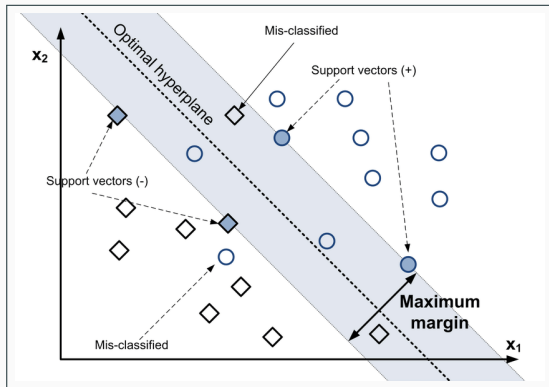 Mis-classified
x₂
Optimal hyperplane
Support vectors (+)
Support vectors (-)
Maximum
margin
Mis-classified
x₁